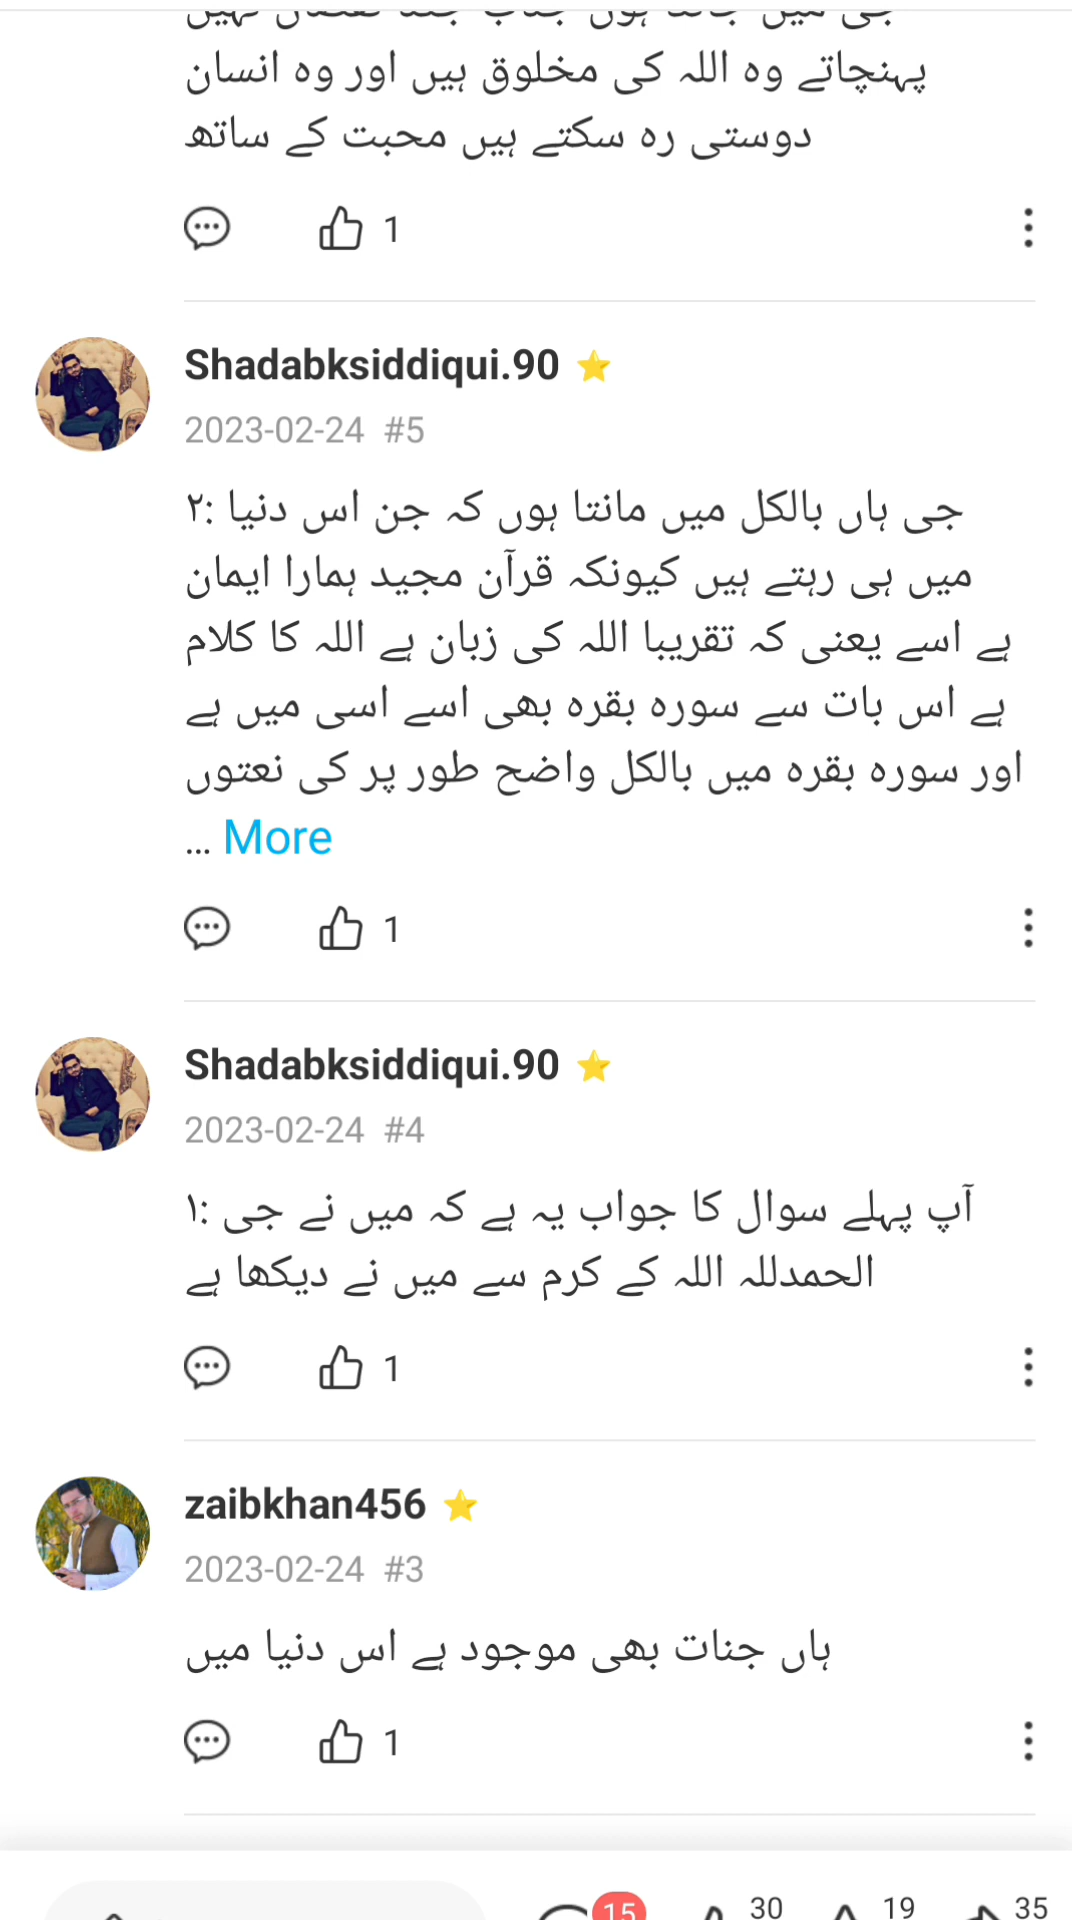 پہنچاتے وہ اللہ کی مخلوق ہیں اور وہ انسان
دوستی رہ سکتے ہیں محبت کے ساتھ
1
Shadabksiddiqui.90
2023-02-24 #5
جی ہاں بالکل میں مانتا ہوں کہ جن اس دنیا :۲
میں ہی رہتے ہیں کیونکہ قرآن مجید ہمارا ایمان
ہے اسے یعنی کہ تقریبا اللہ کی زبان ہے اللہ کا کلام
ہے اس بات سے سورہ بقرہ بھی اسے اسی میں ہے
اور سورہ بقرہ میں بالکل واضح طور پر کی نعتوں
... More
1
Shadabksiddiqui.90
2023-02-24 #4
آپ پہلے سوال کا جواب یہ ہے کہ میں نے جی :۱
الحمدللہ اللہ کے کرم سے میں نے دیکھا ہے
1
zaibkhan456
2023-02-24 #3
ہاں جنات بھی موجود ہے اس دنیا میں
1
15 30 19 35